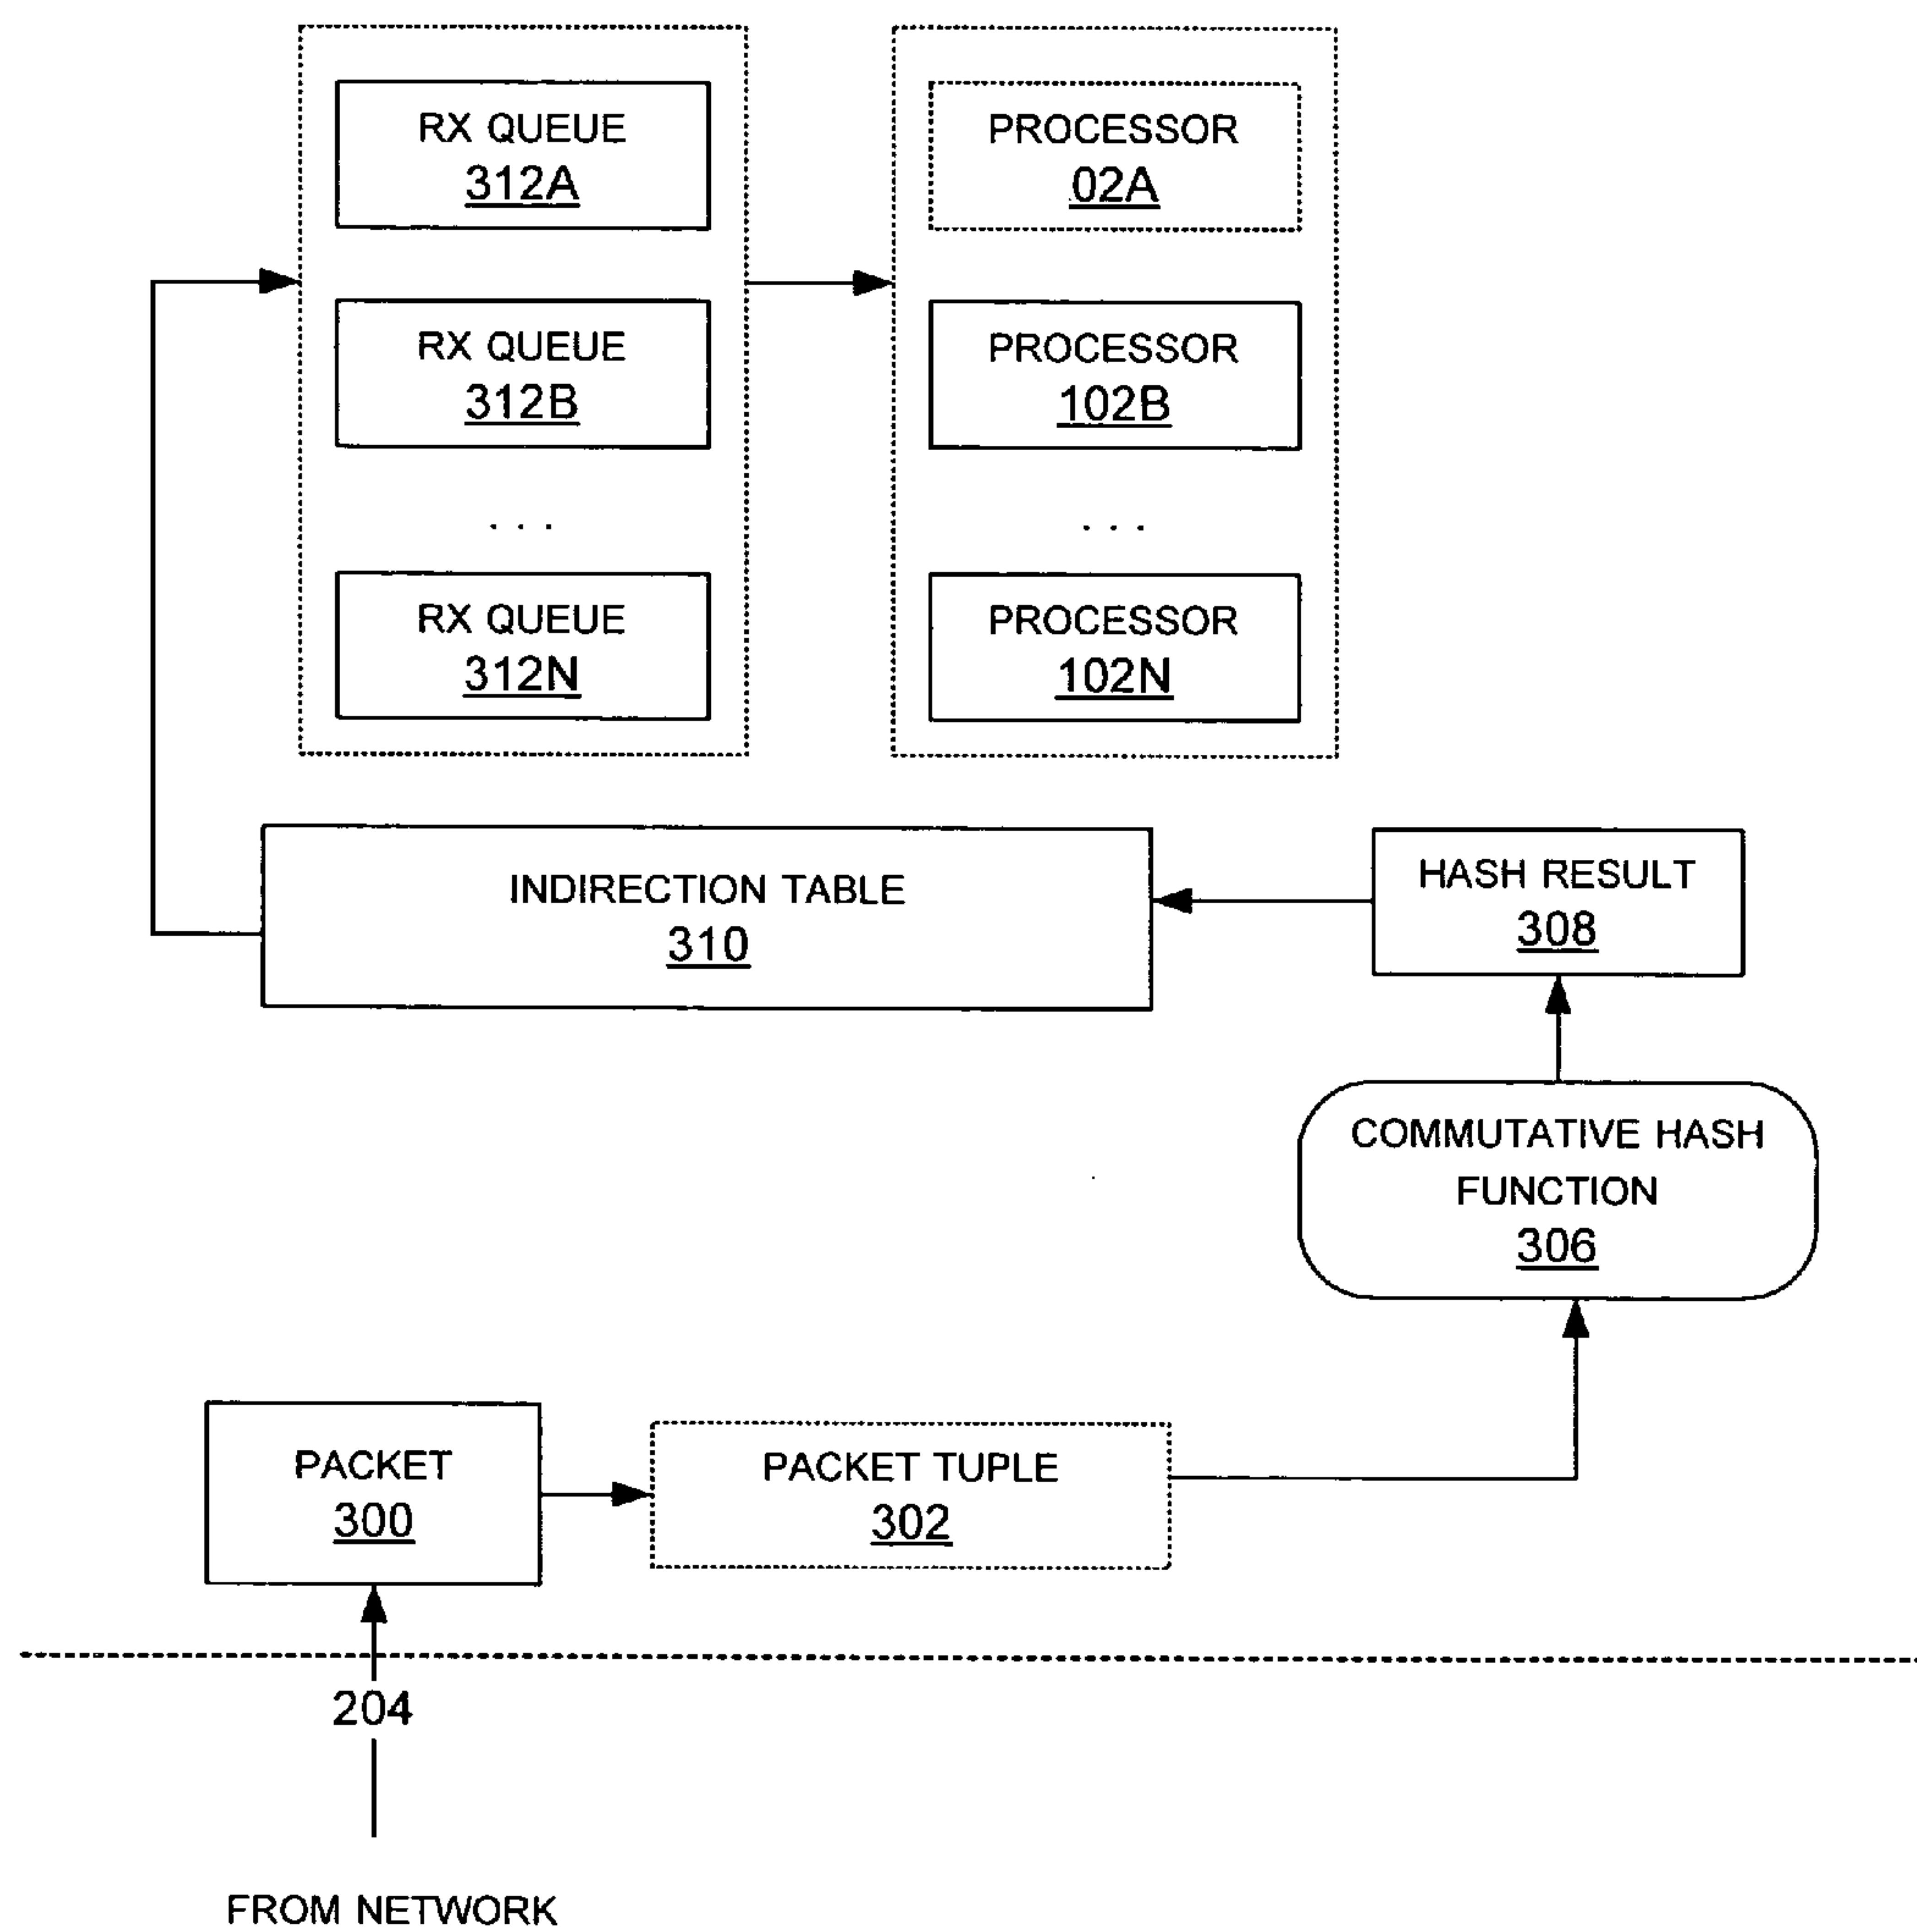 RX QUEUE
312A
PROCESSOR
02A
RX QUEUE
312B
PROCESSOR
102B
. . .
. . .
RX QUEUE
312N
PROCESSOR
102N
INDIRECTION TABLE
310
HASH RESULT
308
COMMUTATIVE HASH
FUNCTION
306
PACKET
300
PACKET TUPLE
302
204
FROM NETWORK